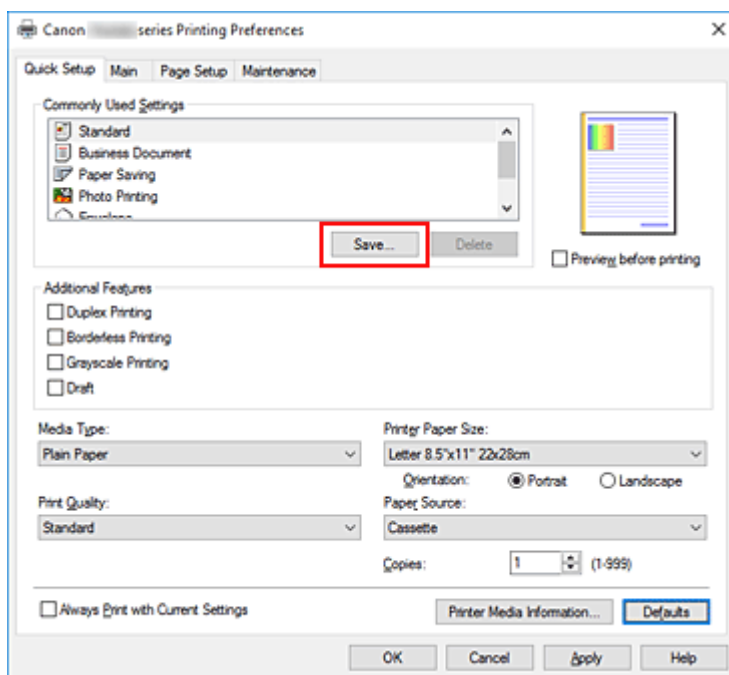 Canon series Printing Preferences
Quick Setup Main Page Setup Maintenance
Commonly Used Settings
Standard
Business Document
Paper Saving
Photo Printing
Envelope
Save... Delete
Preview before printing
Additional Features
Duplex Printing
Borderless Printing
Grayscale Printing
Draft
Media Type: Printer Paper Size:
Plain Paper Letter 8.5"x11" 22x28cm
Orientation: Portrait Landscape
Print Quality: Paper Source:
Standard Cassette
Copies: 1 (1-999)
Always Print with Current Settings Printer Media Information... Defaults
OK Cancel Apply Help